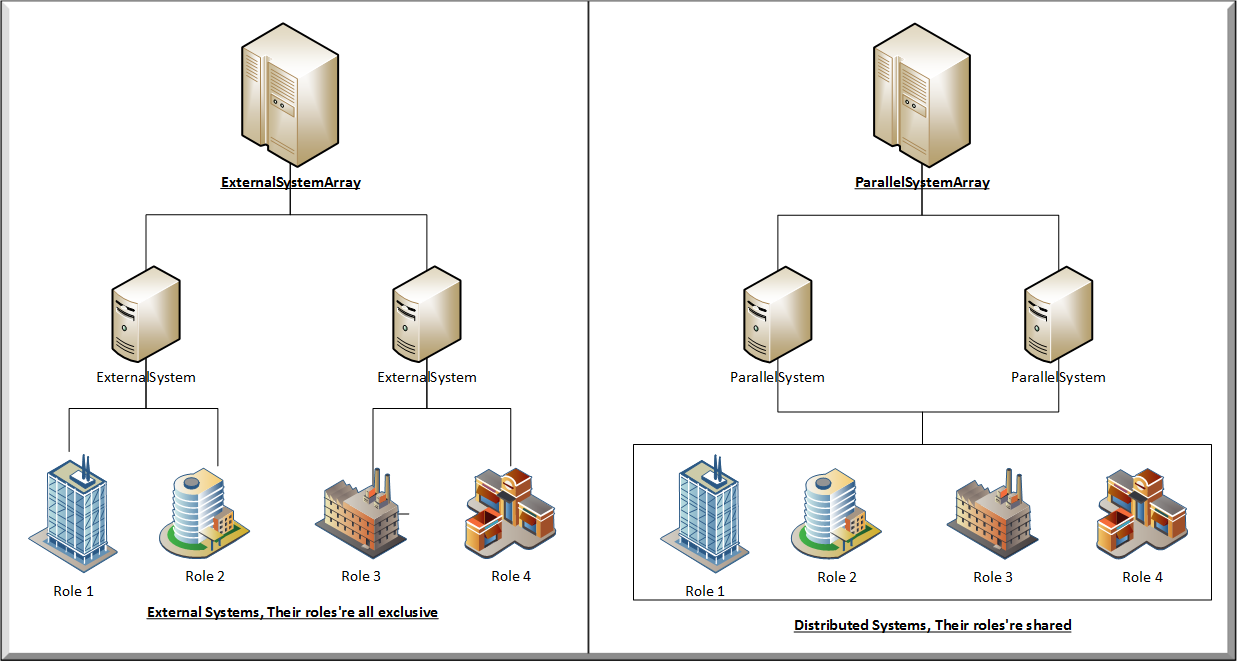 ExternalSystemArray
ExternalSystem
ExternalSystem
Role 1
Role 2
Role 3
Role 4
External Systems, Their roles're all exclusive
ParallelSystemArray
ParallelSystem
ParallelSystem
Role 1
Role 2
Role 3
Role 4
Distributed Systems, Their roles're shared